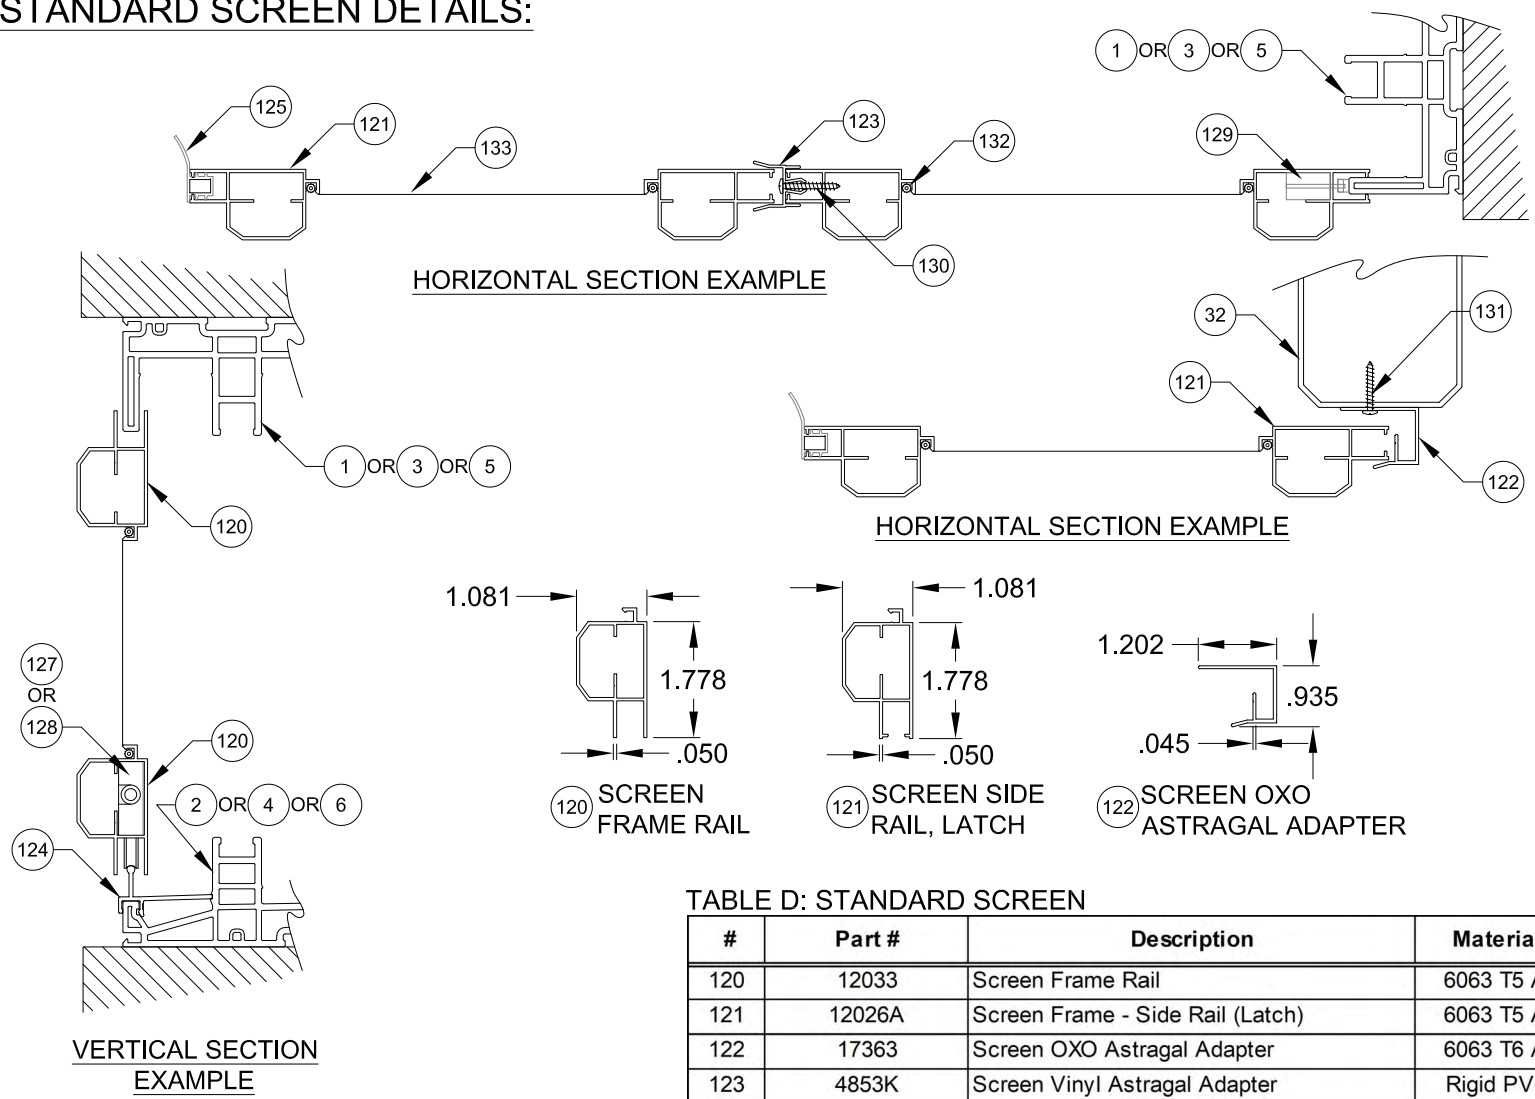 STANDARD SCREEN DETAILS:
1 OR 3 OR 5
125
121
133
123
132
129
130
HORIZONTAL SECTION EXAMPLE
32
131
121
122
HORIZONTAL SECTION EXAMPLE
1 OR 3 OR 5
120
127
OR
128
120
2 OR 4 OR 6
124
VERTICAL SECTION
EXAMPLE
1.081
1.778
.050
120 SCREEN
FRAME RAIL
1.081
1.778
.050
121 SCREEN SIDE
RAIL, LATCH
1.202
.935
.045
122 SCREEN OXO
ASTRAGAL ADAPTER
TABLE D: STANDARD SCREEN
# Part # Description Materia
120 12033 Screen Frame Rail 6063 T5 A
121 12026A Screen Frame - Side Rail (Latch) 6063 T5 A
122 17363 Screen OXO Astragal Adapter 6063 T6 A
123 4853K Screen Vinyl Astragal Adapter Rigid PV